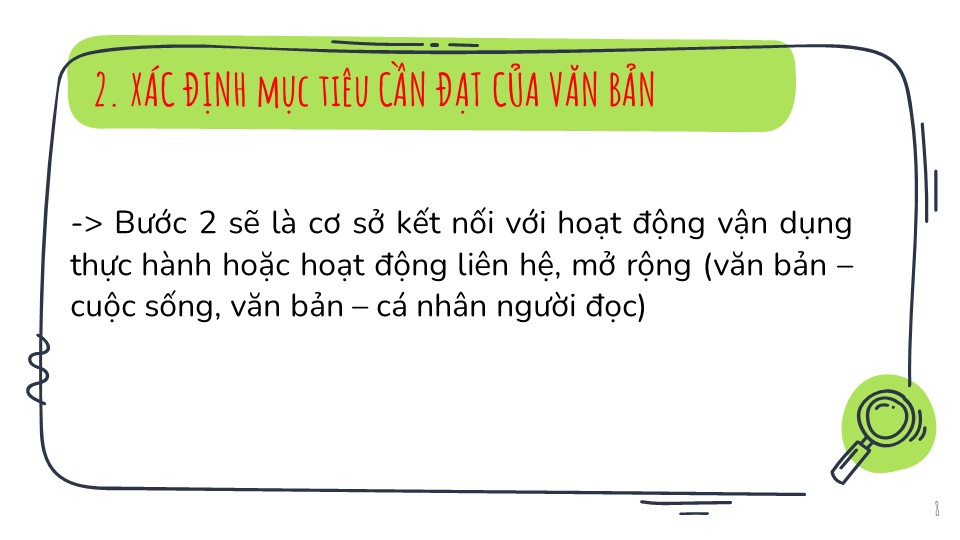 2. XÁC ĐỊNH MỤC TIÊU CẦN ĐẠT CỦA VĂN BẢN
-> Bước 2 sẽ là cơ sở kết nối với hoạt động vận dụng
thực hành hoặc hoạt động liên hệ, mở rộng (văn bản –
cuộc sống, văn bản – cá nhân người đọc)
8